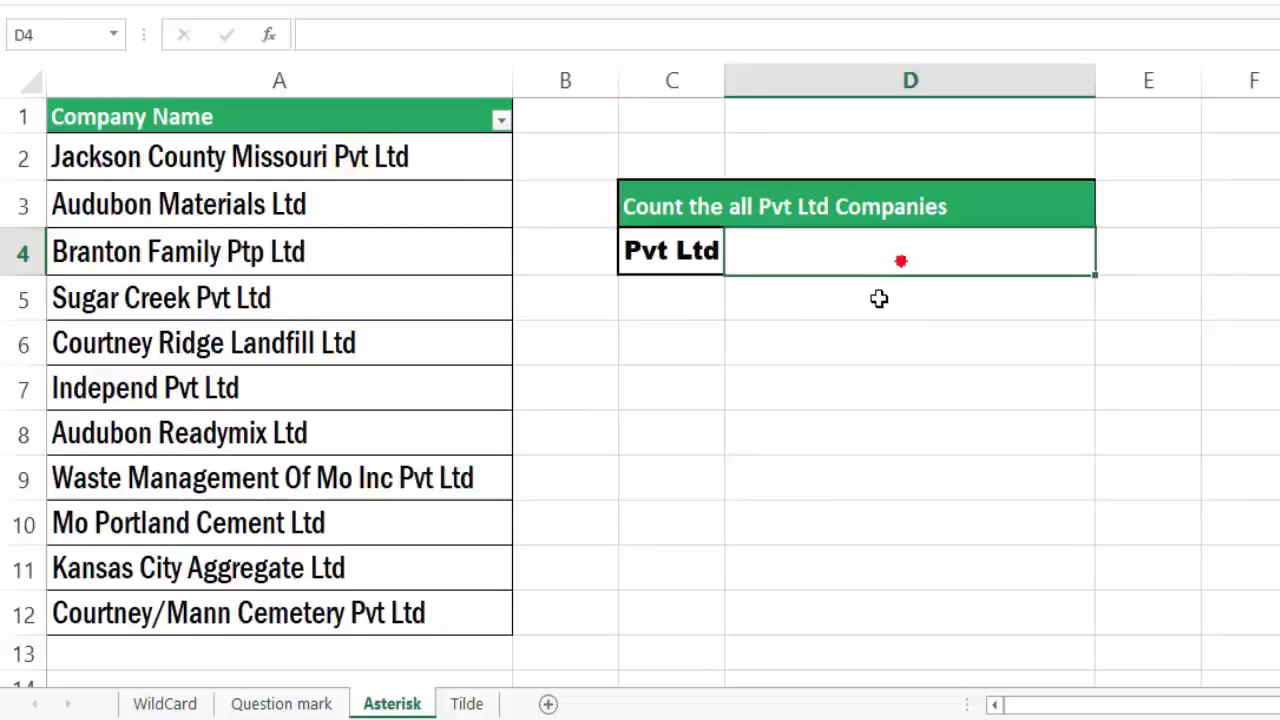 D4 fx
A B C D E F
1 Company Name
2 Jackson County Missouri Pvt Ltd
3 Audubon Materials Ltd Count the all Pvt Ltd Companies
4 Branton Family Ptp Ltd Pvt Ltd
5 Sugar Creek Pvt Ltd
6 Courtney Ridge Landfill Ltd
7 Independ Pvt Ltd
8 Audubon Readymix Ltd
9 Waste Management Of Mo Inc Pvt Ltd
10 Mo Portland Cement Ltd
11 Kansas City Aggregate Ltd
12 Courtney/Mann Cemetery Pvt Ltd
13
14
WildCard Question mark Asterisk Tilde